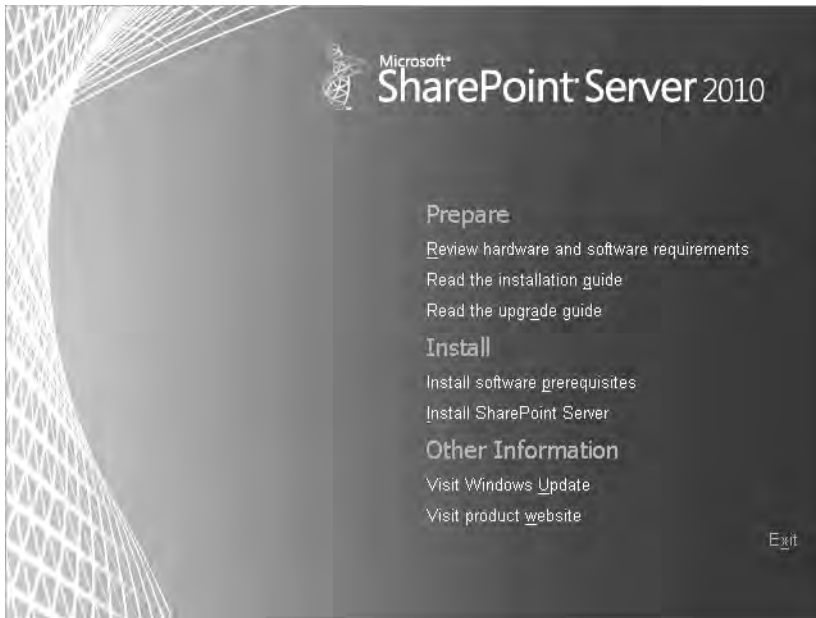 Microsoft®
SharePoint Server 2010
Prepare
Review hardware and software requirements
Read the installation guide
Read the upgrade guide
Install
Install software prerequisites
Install SharePoint Server
Other Information
Visit Windows Update
Visit product website
Exit